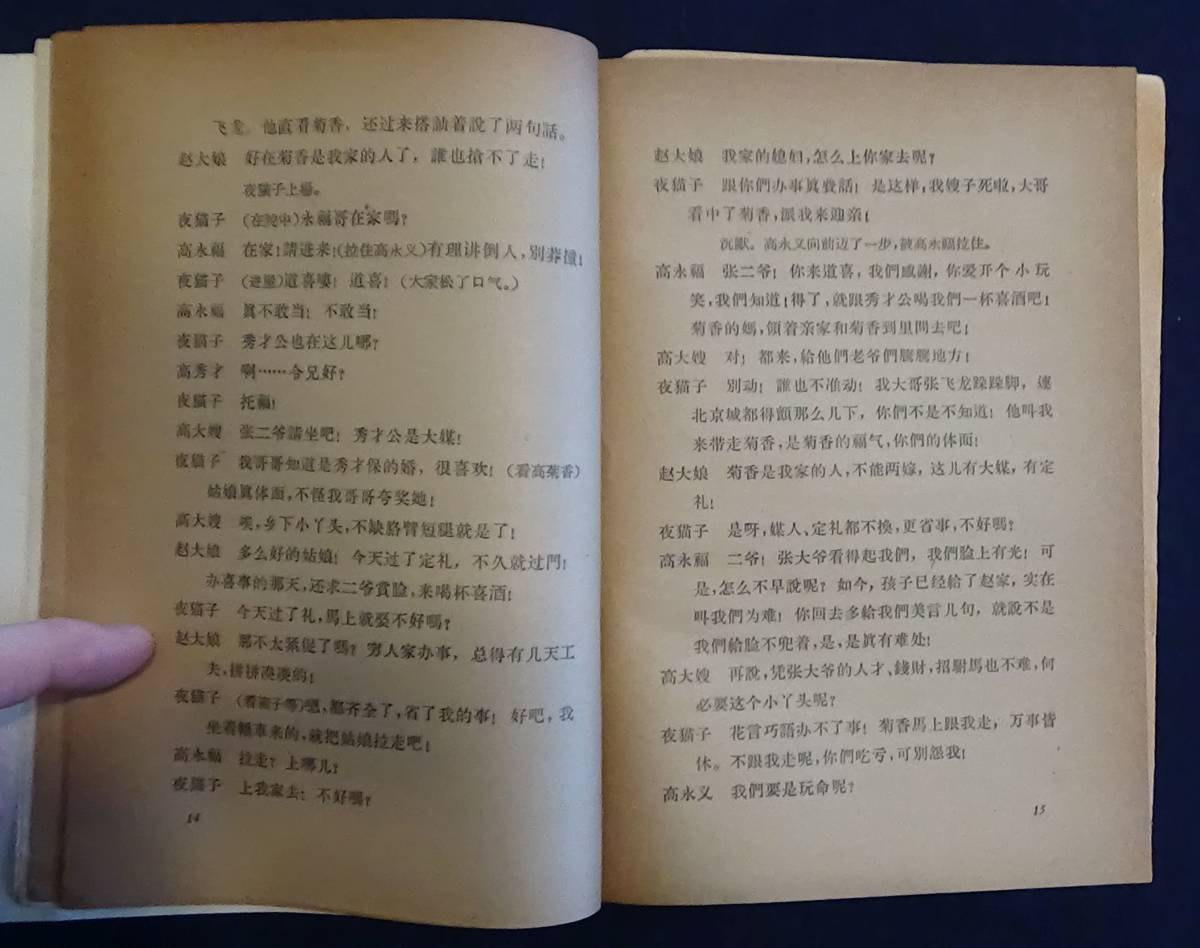 飞龙。他直看菊香，还过来搭訕着說了两句話。
赵大娘　好在菊香是我家的人了，誰也搶不了走！
夜猫子上場。
夜猫子　（在院中）永福哥在家嗎？
高永福　在家！請进来！（拉住高永义）有理讲倒人，別莽撞！
夜猫子　（进屋）道喜嘍！道喜！（大家松了口气。）
高永福　眞不敢当！不敢当！
夜猫子　秀才公也在这儿哪？
高秀才　啊……令兄好？
夜猫子　托福！
高大嫂　张二爷請坐吧！秀才公是大媒！
夜猫子　我哥哥知道是秀才保的婚，很喜欢！（看高菊香）
姑娘眞体面，不怪我哥哥夸奖她！
高大嫂　唉，乡下小丫头，不缺胳臂短腿就是了！
赵大娘　多么好的姑娘！今天过了定礼，不久就过門！
办喜事的那天，还求二爷賞脸，来喝杯喜酒！
夜猫子　今天过了礼，馬上就娶不好嗎？
赵大娘　那不太紧促了嗎？穷人家办事，总得有几天工
夫，拼拼凑凑的！
夜猫子　（看籠子等）嗯，都齐全了，省了我的事！好吧，我
坐着轎車来的，就把姑娘拉走吧！
高永福　拉走？上哪儿？
夜猫子　上我家去！不好嗎？
14
赵大娘　我家的媳妇，怎么上你家去呢？
夜猫子　跟你們办事眞費話！是这样，我嫂子死啦，大哥
看中了菊香，派我来迎亲！
沉默。高永义向前迈了一步，被高永福拉住。
高永福　张二爷！你来道喜，我們感謝，你爱开个小玩
笑，我們知道！得了，就跟秀才公喝我們一杯喜酒吧！
菊香的媽，領着亲家和菊香到里間去吧！
高大嫂　对！都来，給他們老爷們騰騰地方！
夜猫子　別动！誰也不准动！我大哥张飞龙跺跺脚，連
北京城都得顫那么几下，你們不是不知道！他叫我
来带走菊香，是菊香的福气，你們的体面！
赵大娘　菊香是我家的人，不能两嫁，这儿有大媒，有定
礼！
夜猫子　是呀，媒人、定礼都不換，更省事，不好嗎？
高永福　二爷！张大爷看得起我們，我們脸上有光！可
是，怎么不早說呢？如今，孩子已經給了赵家，实在
叫我們为难！你回去多給我們美言几句，就說不是
我們給脸不兜着，是，是眞有难处！
高大嫂　再說，凭张大爷的人才、錢財，招駙馬也不难，何
必要这个小丫头呢？
夜猫子　花言巧語办不了事！菊香馬上跟我走，万事皆
休。不跟我走呢，你們吃亏，可別怨我！
高永义　我們要是玩命呢？
15